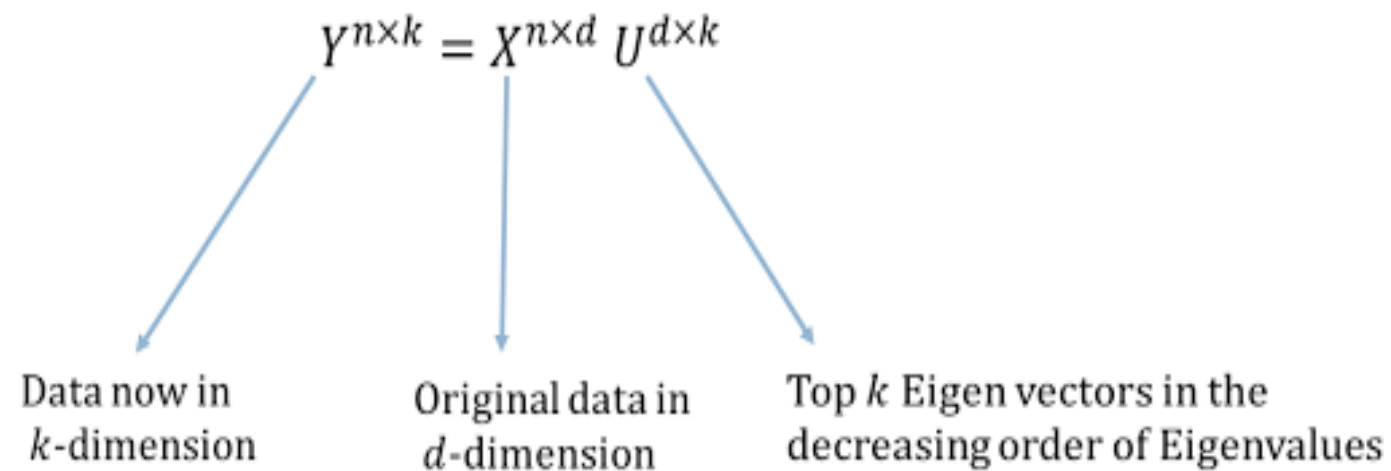 Y^{n×k} = X^{n×d} U^{d×k}
Data now in
k-dimension
Original data in
d-dimension
Top k Eigen vectors in the
decreasing order of Eigenvalues